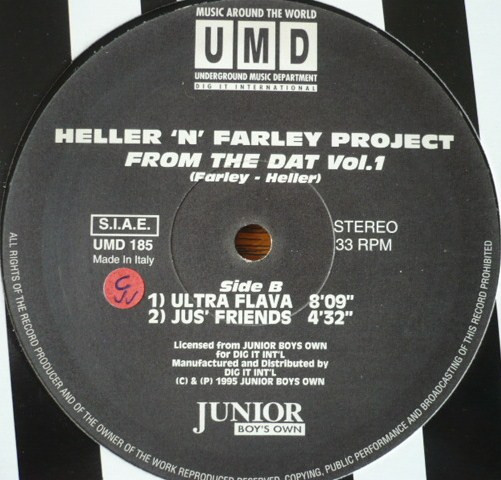 MUSIC AROUND THE WORLD
UMD
UNDERGROUND MUSIC DEPARTMENT
DIG IT INTERNATIONAL
HELLER 'N' FARLEY PROJECT
FROM THE DAT Vol.1
(Farley - Heller)
S.I.A.E.
UMD 185
Made in Italy
STEREO
33 RPM
Side B
1) ULTRA FLAVA 8'09"
2) JUS' FRIENDS 4'32"
Licensed from JUNIOR BOYS OWN
for DIG IT INT'L
Manufactured and Distributed by
DIG IT INT'L
(C) & (P) 1995 JUNIOR BOYS OWN
JUNIOR
BOY'S OWN
ALL RIGHTS OF THE RECORD PRODUCER AND OF THE OWNER OF THE WORK REPRODUCED RESERVED. COPYING, PUBLIC PERFORMANCE AND BROADCASTING OF THIS RECORD PROHIBITED